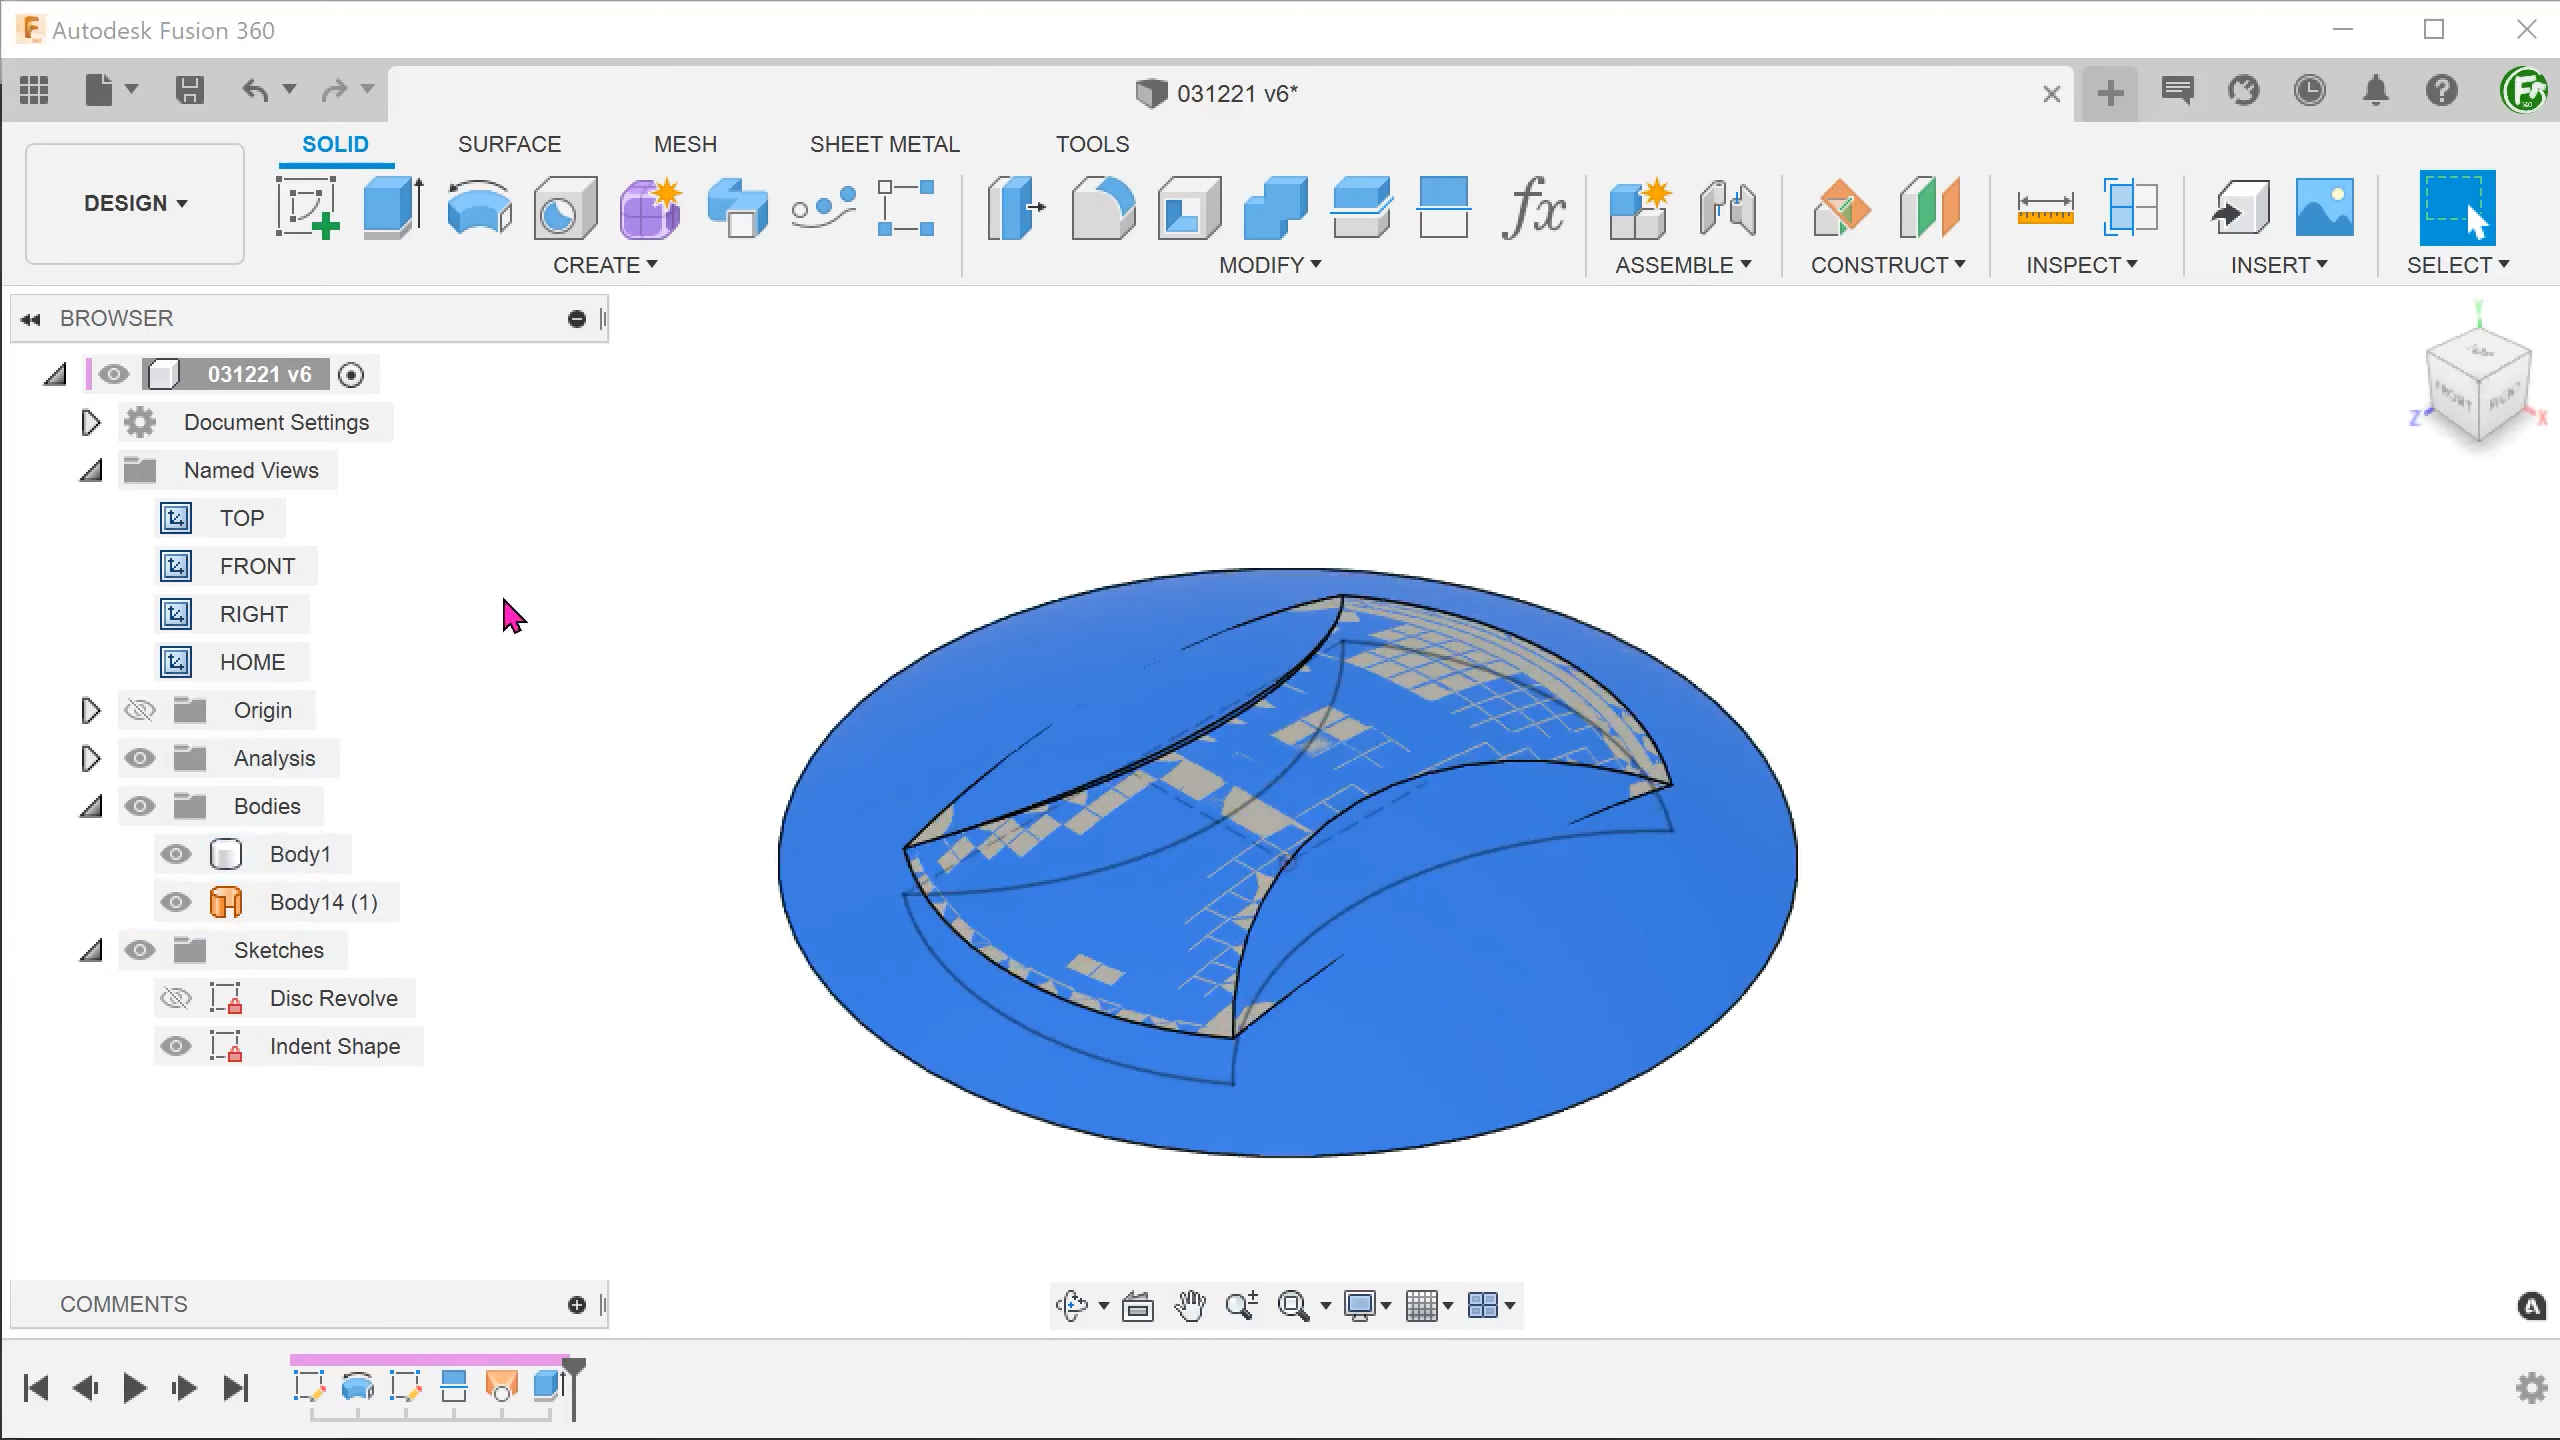 Autodesk Fusion 360
031221 v6*
SOLID SURFACE MESH SHEET METAL TOOLS
DESIGN
CREATE MODIFY ASSEMBLE CONSTRUCT INSPECT INSERT SELECT
BROWSER
031221 v6
Document Settings
Named Views
TOP
FRONT
RIGHT
HOME
Origin
Analysis
Bodies
Body1
Body14 (1)
Sketches
Disc Revolve
Indent Shape
Y
FRONT
RIGHT
Z
X
COMMENTS